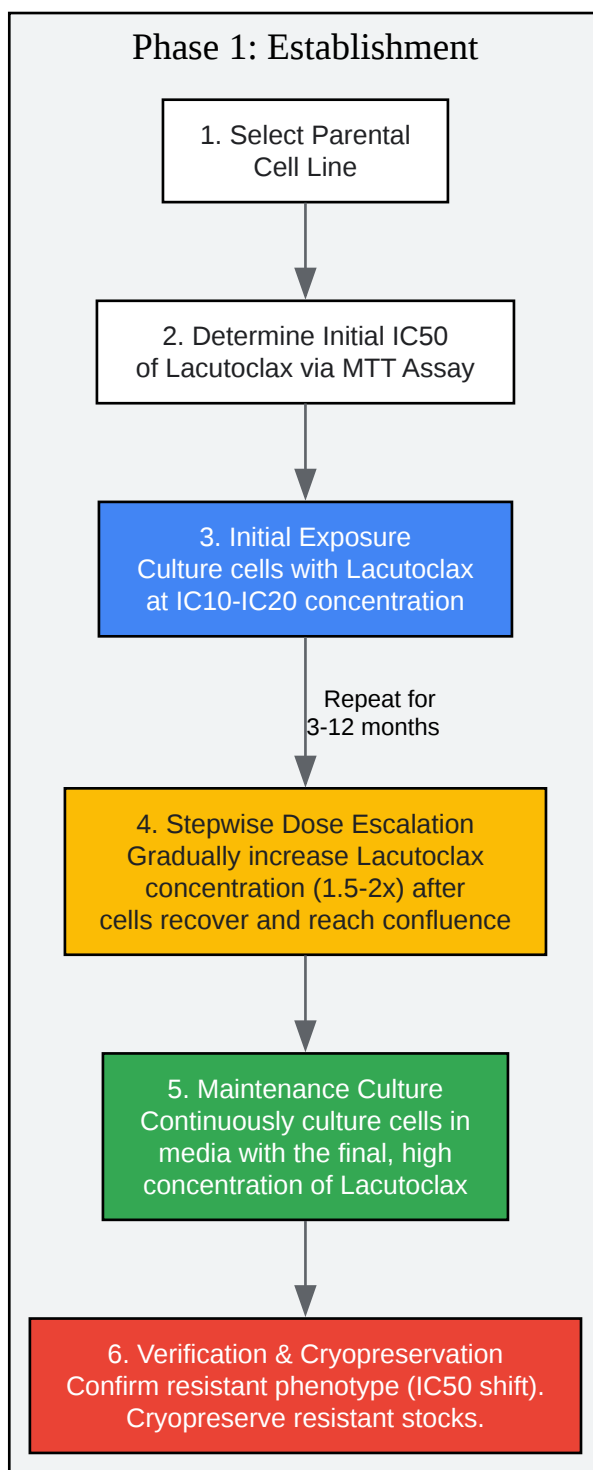 Phase 1: Establishment
1. Select Parental
Cell Line
2. Determine Initial IC50
of Lacutoclax via MTT Assay
3. Initial Exposure
Culture cells with Lacutoclax
at IC10-IC20 concentration
Repeat for
3-12 months
4. Stepwise Dose Escalation
Gradually increase Lacutoclax
concentration (1.5-2x) after
cells recover and reach confluence
5. Maintenance Culture
Continuously culture cells in
media with the final, high
concentration of Lacutoclax
6. Verification & Cryopreservation
Confirm resistant phenotype (IC50 shift).
Cryopreserve resistant stocks.